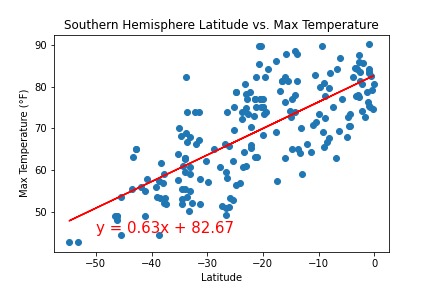 Southern Hemisphere Latitude vs. Max Temperature
Max Temperature (°F)
90
80
70
60
50
y = 0.63x + 82.67
−50 −40 −30 −20 −10 0
Latitude